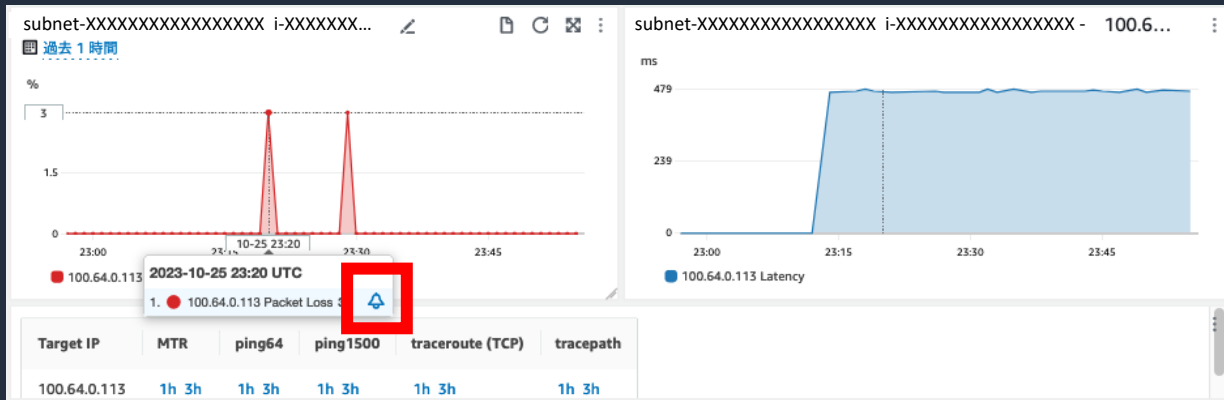 subnet-XXXXXXXXXXXXXXXXX i-XXXXXXX...
過去 1 時間
%
3
1.5
0
23:00
23:15
23:30
23:45
10-25 23:20
100.64.0.113
2023-10-25 23:20 UTC
1. 100.64.0.113 Packet Loss
subnet-XXXXXXXXXXXXXXXXX i-XXXXXXXXXXXXXXXXX - 100.6...
ms
479
239
0
23:00
23:15
23:30
23:45
100.64.0.113 Latency
Target IP MTR ping64 ping1500 traceroute (TCP) tracepath
100.64.0.113 1h 3h 1h 3h 1h 3h 1h 3h 1h 3h